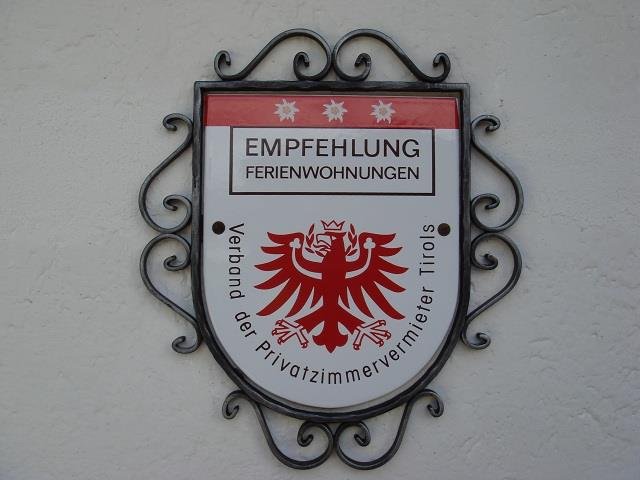 EMPFEHLUNG
FERIENWOHNUNGEN
Verband der Privatzimmervermieter Tirols